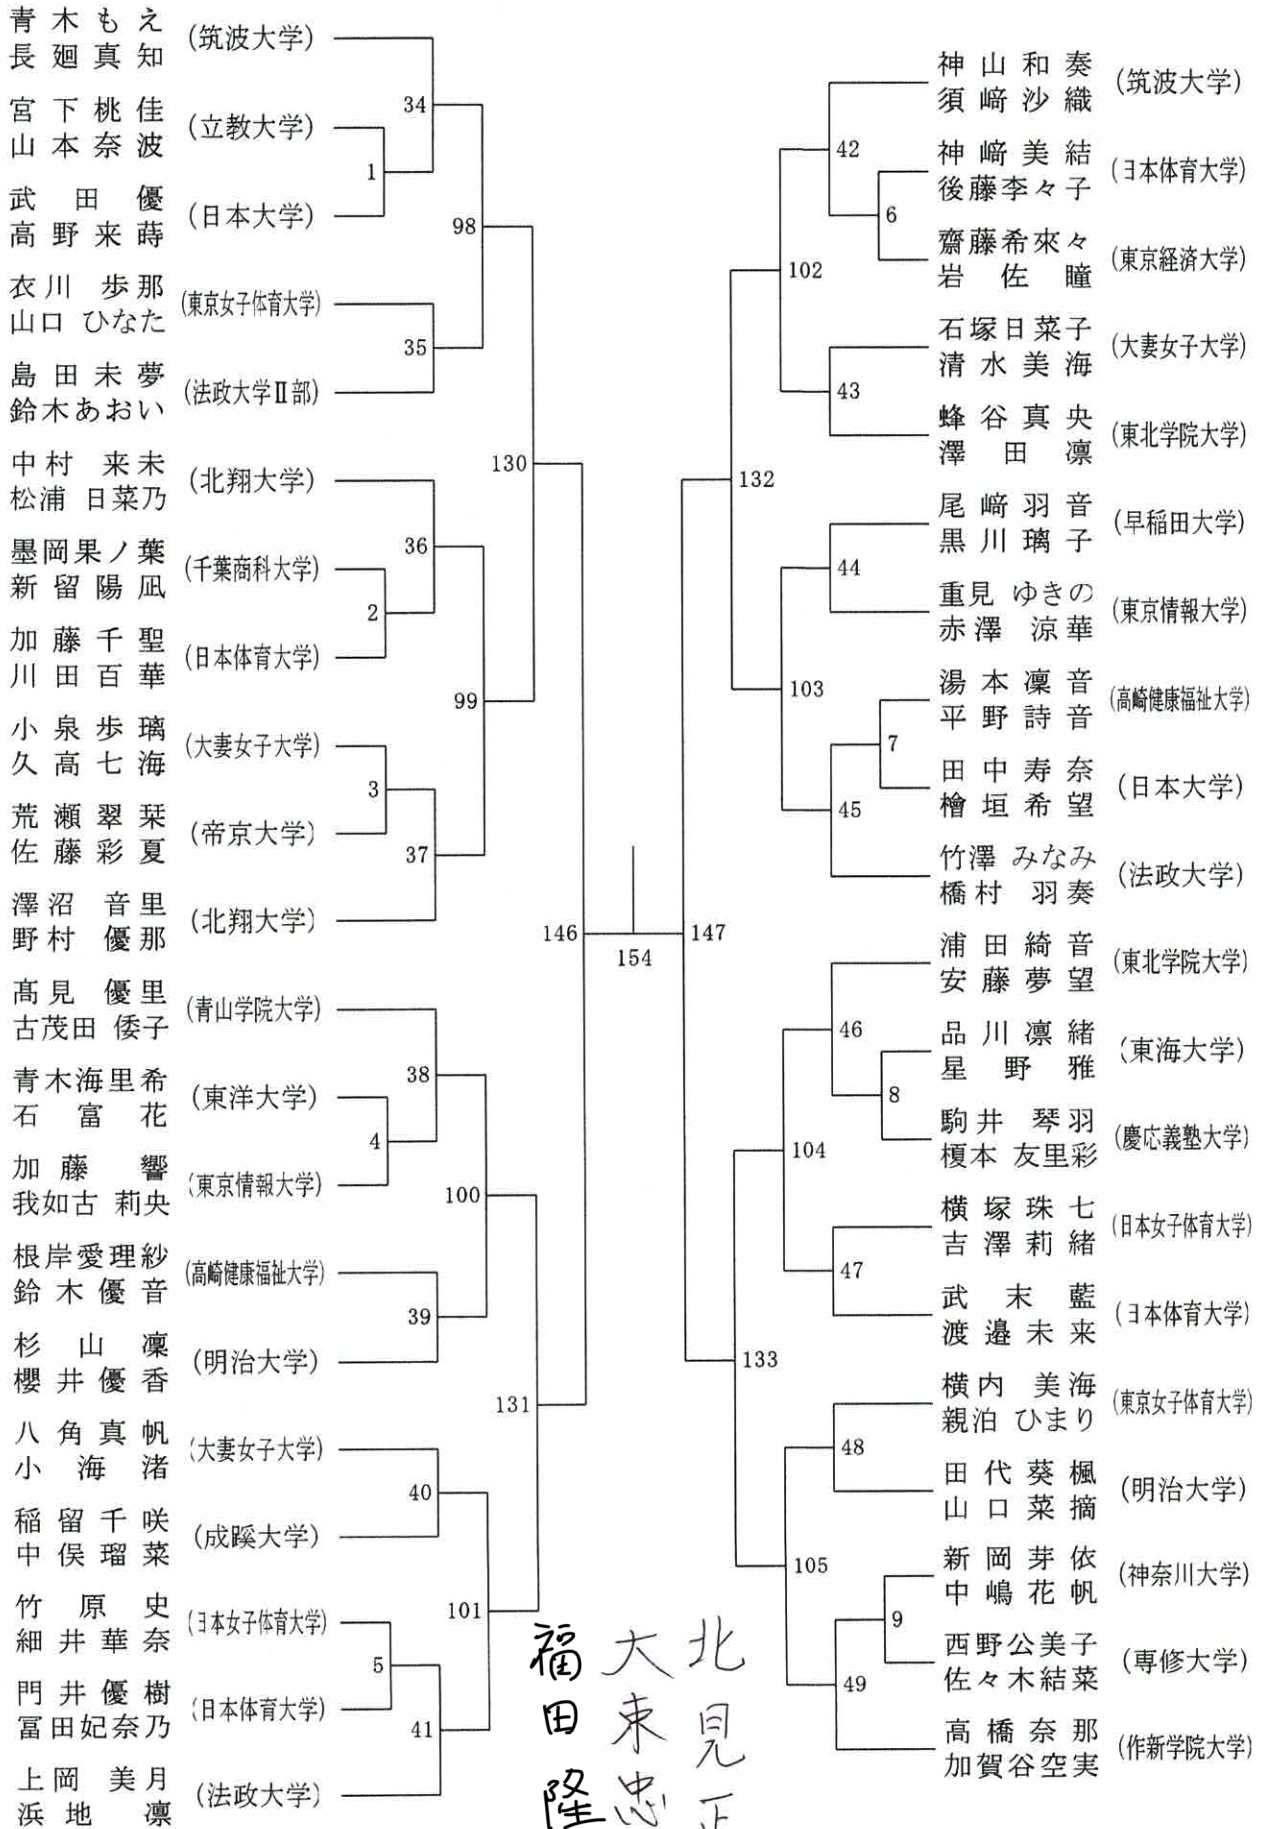 青木もえ
長廻真知
(筑波大学)
宮下桃佳
山本奈波
(立教大学)
武田優
高野来蒔
(日本大学)
衣川 歩那
山口 ひなた
(東京女子体育大学)
島田未夢
鈴木あおい
(法政大学Ⅱ部)
中村 来未
松浦 日菜乃
(北翔大学)
墨岡果ノ葉
新留陽凪
(千葉商科大学)
加藤千聖
川田百華
(日本体育大学)
小泉歩璃
久高七海
(大妻女子大学)
荒瀬翠栞
佐藤彩夏
(帝京大学)
澤沼 音里
野村 優那
(北翔大学)
髙見 優里
古茂田 倭子
(青山学院大学)
青木海里希
石富花
(東洋大学)
加藤響
我如古 莉央
(東京情報大学)
根岸愛理紗
鈴木優音
(高崎健康福祉大学)
杉山凜
櫻井優香
(明治大学)
八角真帆
小海渚
(大妻女子大学)
稲留千咲
中俣瑠菜
(成蹊大学)
竹原史
細井華奈
(日本女子体育大学)
門井優樹
冨田妃奈乃
(日本体育大学)
上岡 美月
浜地 凛
(法政大学)
34
1
98
35
130
36
2
99
3
37
146
38
4
100
39
131
40
101
5
41
154
147
42
6
102
43
132
44
103
7
45
46
8
104
47
133
48
105
9
49
神山和奏
須﨑沙織
(筑波大学)
神﨑美結
後藤李々子
(日本体育大学)
齋藤希來々
岩佐瞳
(東京経済大学)
石塚日菜子
清水美海
(大妻女子大学)
蜂谷真央
澤田凛
(東北学院大学)
尾﨑羽音
黒川璃子
(早稲田大学)
重見 ゆきの
赤澤 涼華
(東京情報大学)
湯本凜音
平野詩音
(高崎健康福祉大学)
田中寿奈
檜垣希望
(日本大学)
竹澤 みなみ
橋村 羽奏
(法政大学)
浦田綺音
安藤夢望
(東北学院大学)
品川凛緒
星野雅
(東海大学)
駒井 琴羽
榎本 友里彩
(慶応義塾大学)
横塚珠七
吉澤莉緒
(日本女子体育大学)
武末藍
渡邉未来
(日本体育大学)
横内 美海
親泊 ひまり
(東京女子体育大学)
田代葵楓
山口菜摘
(明治大学)
新岡芽依
中嶋花帆
(神奈川大学)
西野公美子
佐々木結菜
(専修大学)
高橋奈那
加賀谷空実
(作新学院大学)
北見正
大束忠
福田隆